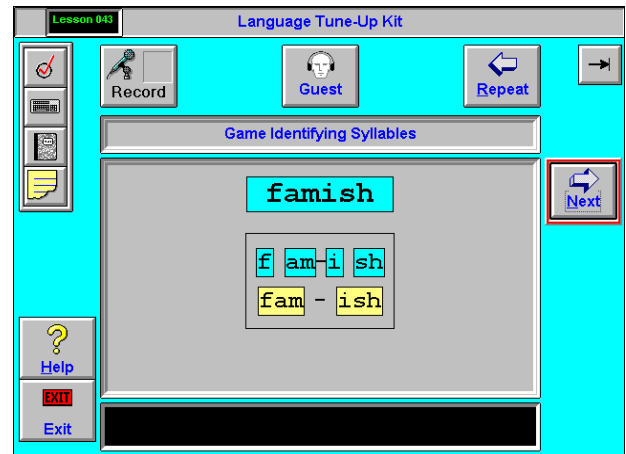 Lesson 043
Language Tune-Up Kit
Record
Guest
Repeat
Game Identifying Syllables
famish
f am-i sh
fam - ish
Next
Help
EXIT
Exit